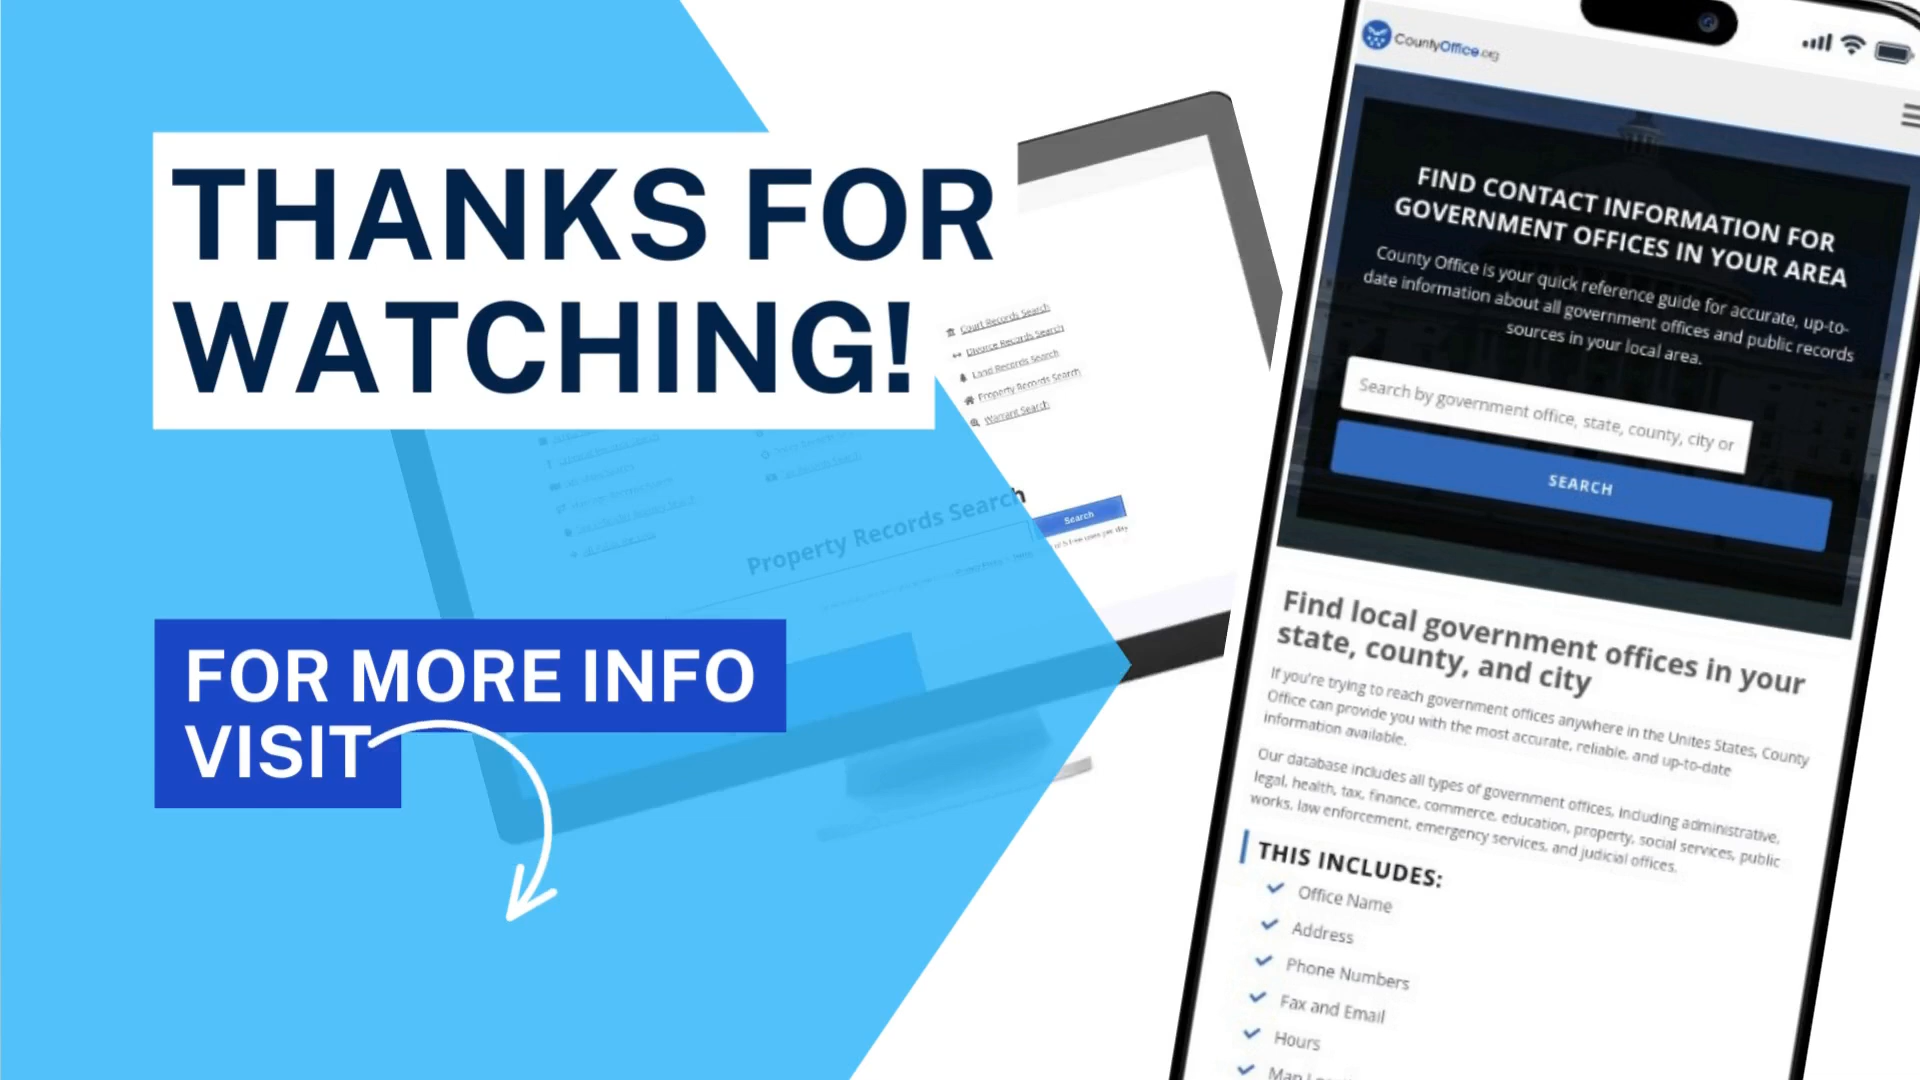 THANKS FOR
WATCHING!
FOR MORE INFO
VISIT
Court Records Search
Divorce Records Search
Land Records Search
Property Records Search
Warrant Search
Property Records Search
Search
CountyOffice.org
FIND CONTACT INFORMATION FOR
GOVERNMENT OFFICES IN YOUR AREA
County Office is your quick reference guide for accurate, up-to-
date information about all government offices and public records
sources in your local area.
Search by government office, state, county, city or
SEARCH
Find local government offices in your
state, county, and city
If you're trying to reach government offices anywhere in the Unites States, County
Office can provide you with the most accurate, reliable, and up-to-date
information available.
Our database includes all types of government offices, including administrative,
legal, health, tax, finance, commerce, education, property, social services, public
works, law enforcement, emergency services, and judicial offices.
THIS INCLUDES:
Office Name
Address
Phone Numbers
Fax and Email
Hours